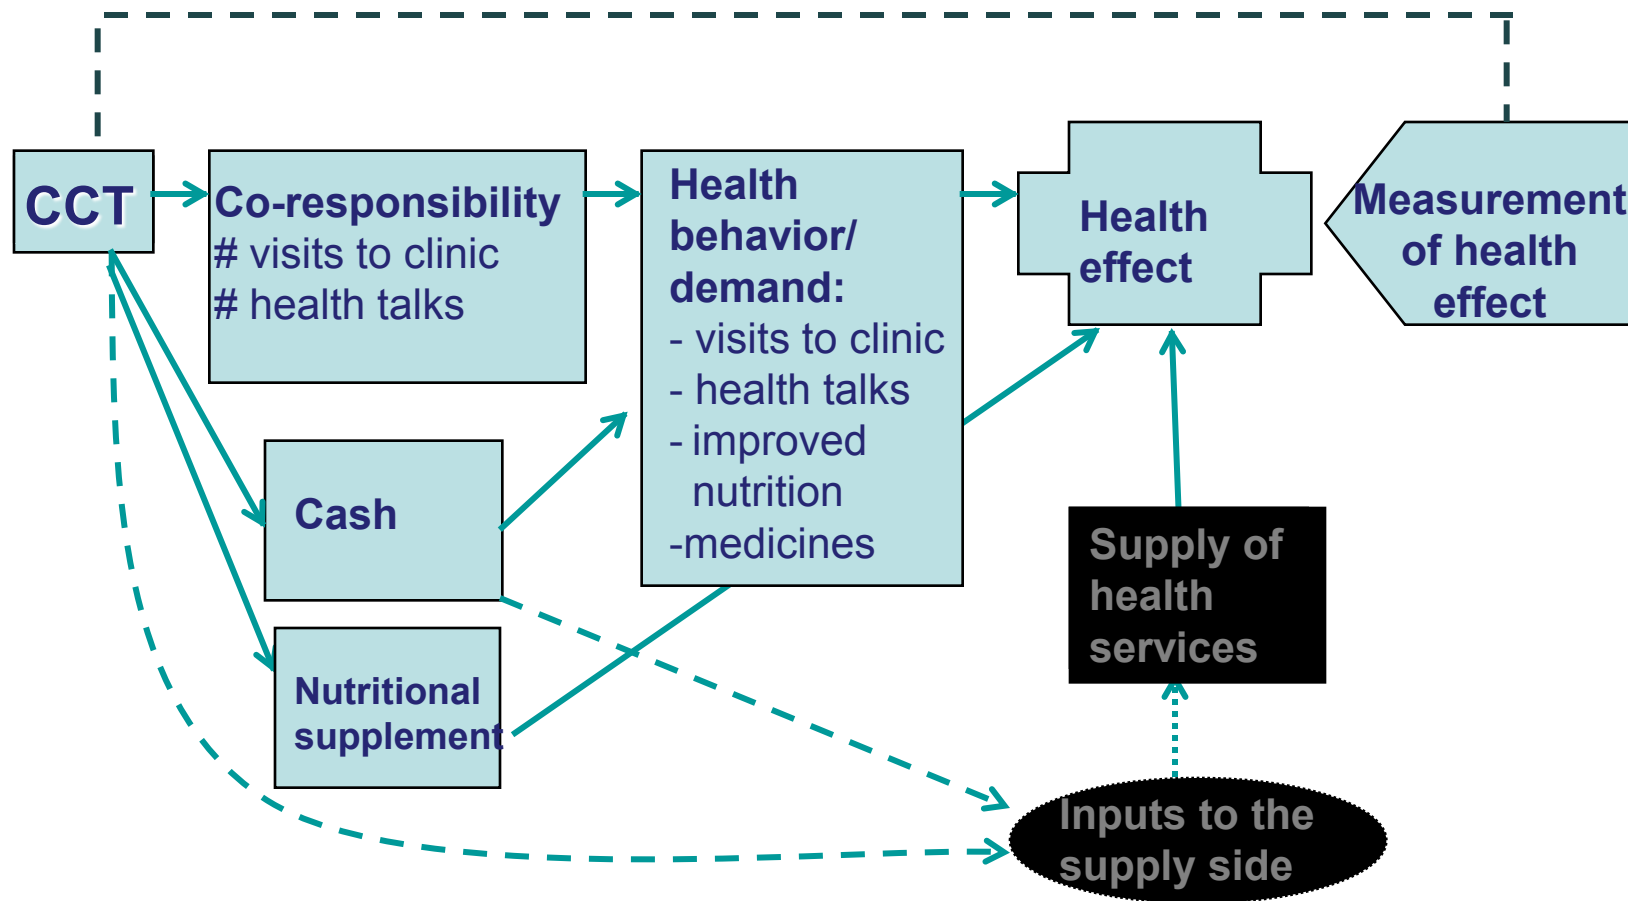 CCT
Co-responsibility
# visits to clinic
# health talks
Cash
Nutritional
supplement
Health
behavior/
demand:
- visits to clinic
- health talks
- improved
nutrition
-medicines
Health
effect
Measurement
of health
effect
Supply of
health
services
Inputs to the
supply side